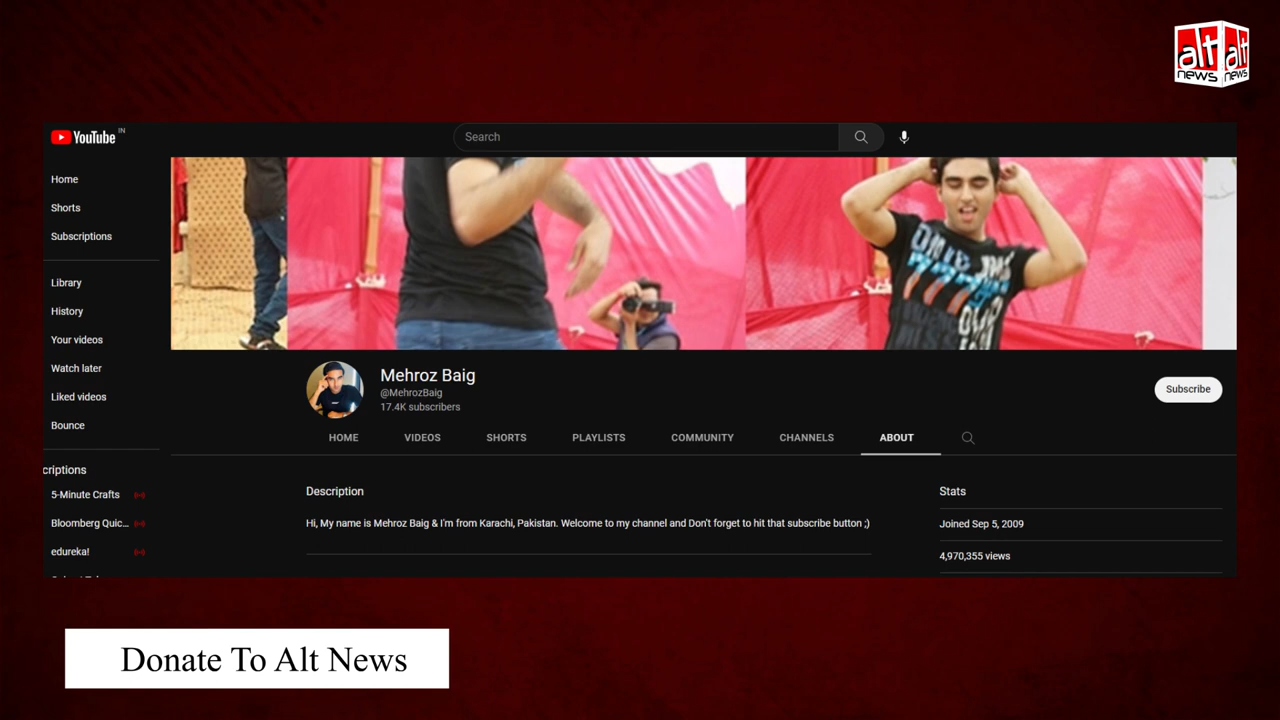 alt alt
news news
YouTube IN
Search
Home
Shorts
Subscriptions
Library
History
Your videos
Watch later
Liked videos
Bounce
criptions
5-Minute Crafts
Bloomberg Quic...
edureka!
Mehroz Baig
@MehrozBaig
17.4K subscribers
Subscribe
HOME VIDEOS SHORTS PLAYLISTS COMMUNITY CHANNELS ABOUT
Description
Hi, My name is Mehroz Baig & I'm from Karachi, Pakistan. Welcome to my channel and Don't forget to hit that subscribe button ;)
Stats
Joined Sep 5, 2009
4,970,355 views
Donate To Alt News